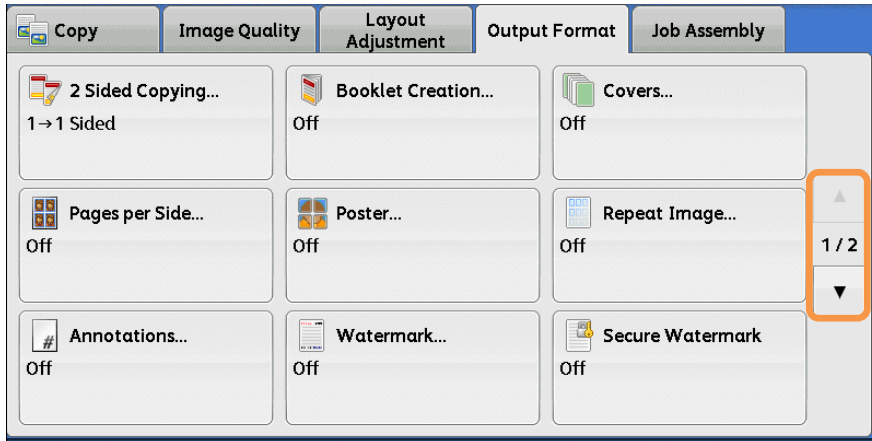 Copy
Image Quality
Layout
Adjustment
Output Format
Job Assembly
2 Sided Copying...
1→1 Sided
Booklet Creation...
Off
Covers...
Off
Pages per Side...
Off
Poster...
Off
Repeat Image...
Off
▲
1 / 2
▼
#
Annotations...
Off
Watermark...
Off
Secure Watermark
Off